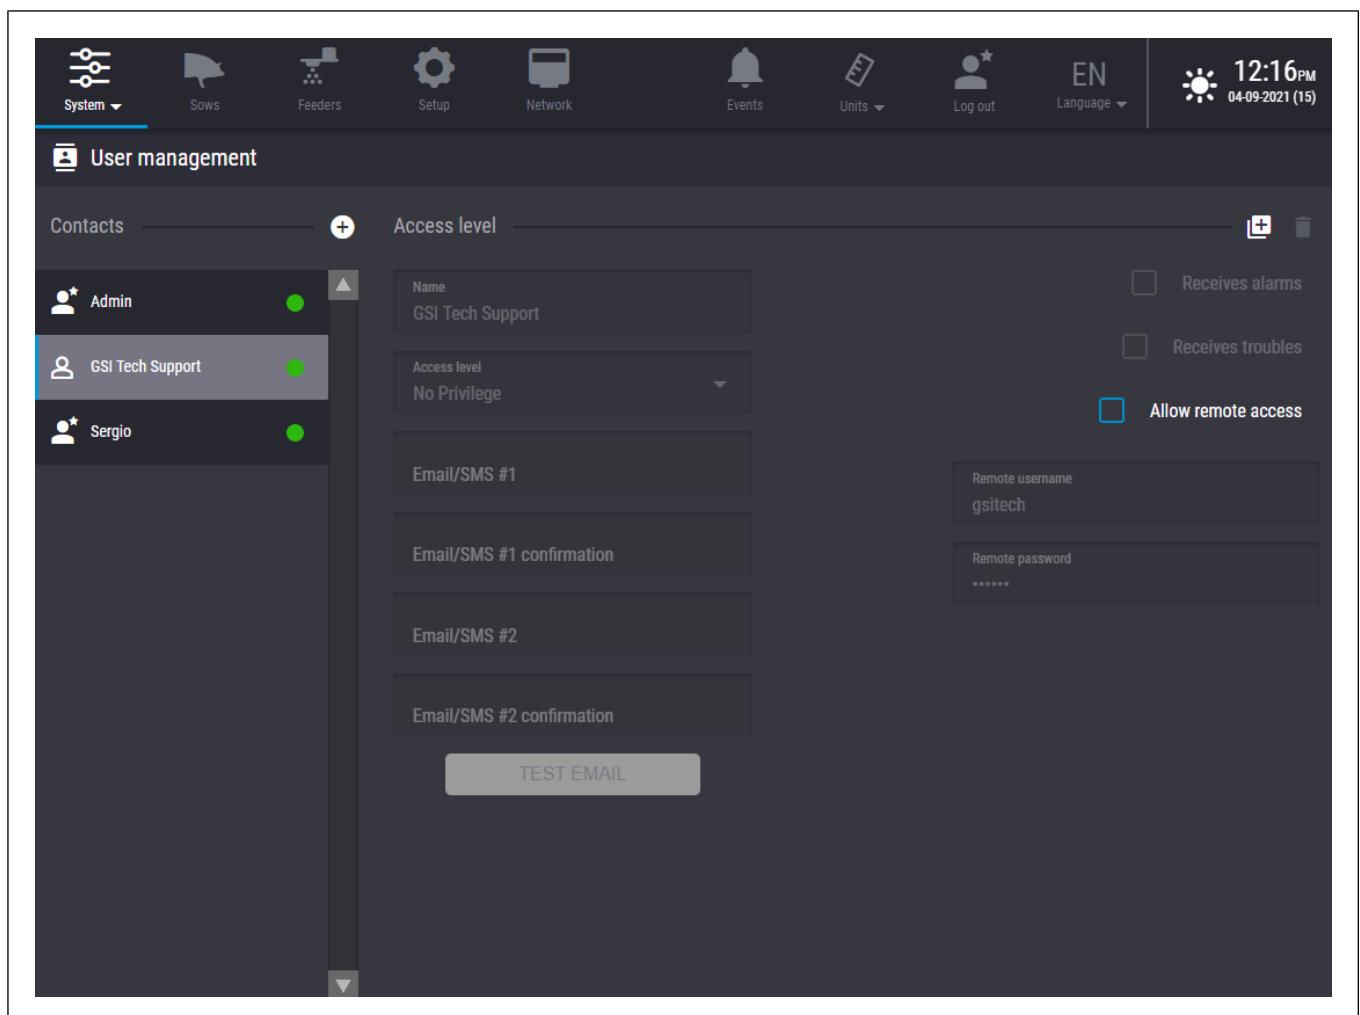 System
Sows
Feeders
Setup
Network
Events
Units
Log out
EN
Language
12:16PM
04-09-2021 (15)
User management
Contacts
Access level
Admin
GSI Tech Support
Sergio
Name
GSI Tech Support
Access level
No Privilege
Email/SMS #1
Email/SMS #1 confirmation
Email/SMS #2
Email/SMS #2 confirmation
TEST EMAIL
Receives alarms
Receives troubles
Allow remote access
Remote username
gsitech
Remote password
••••••